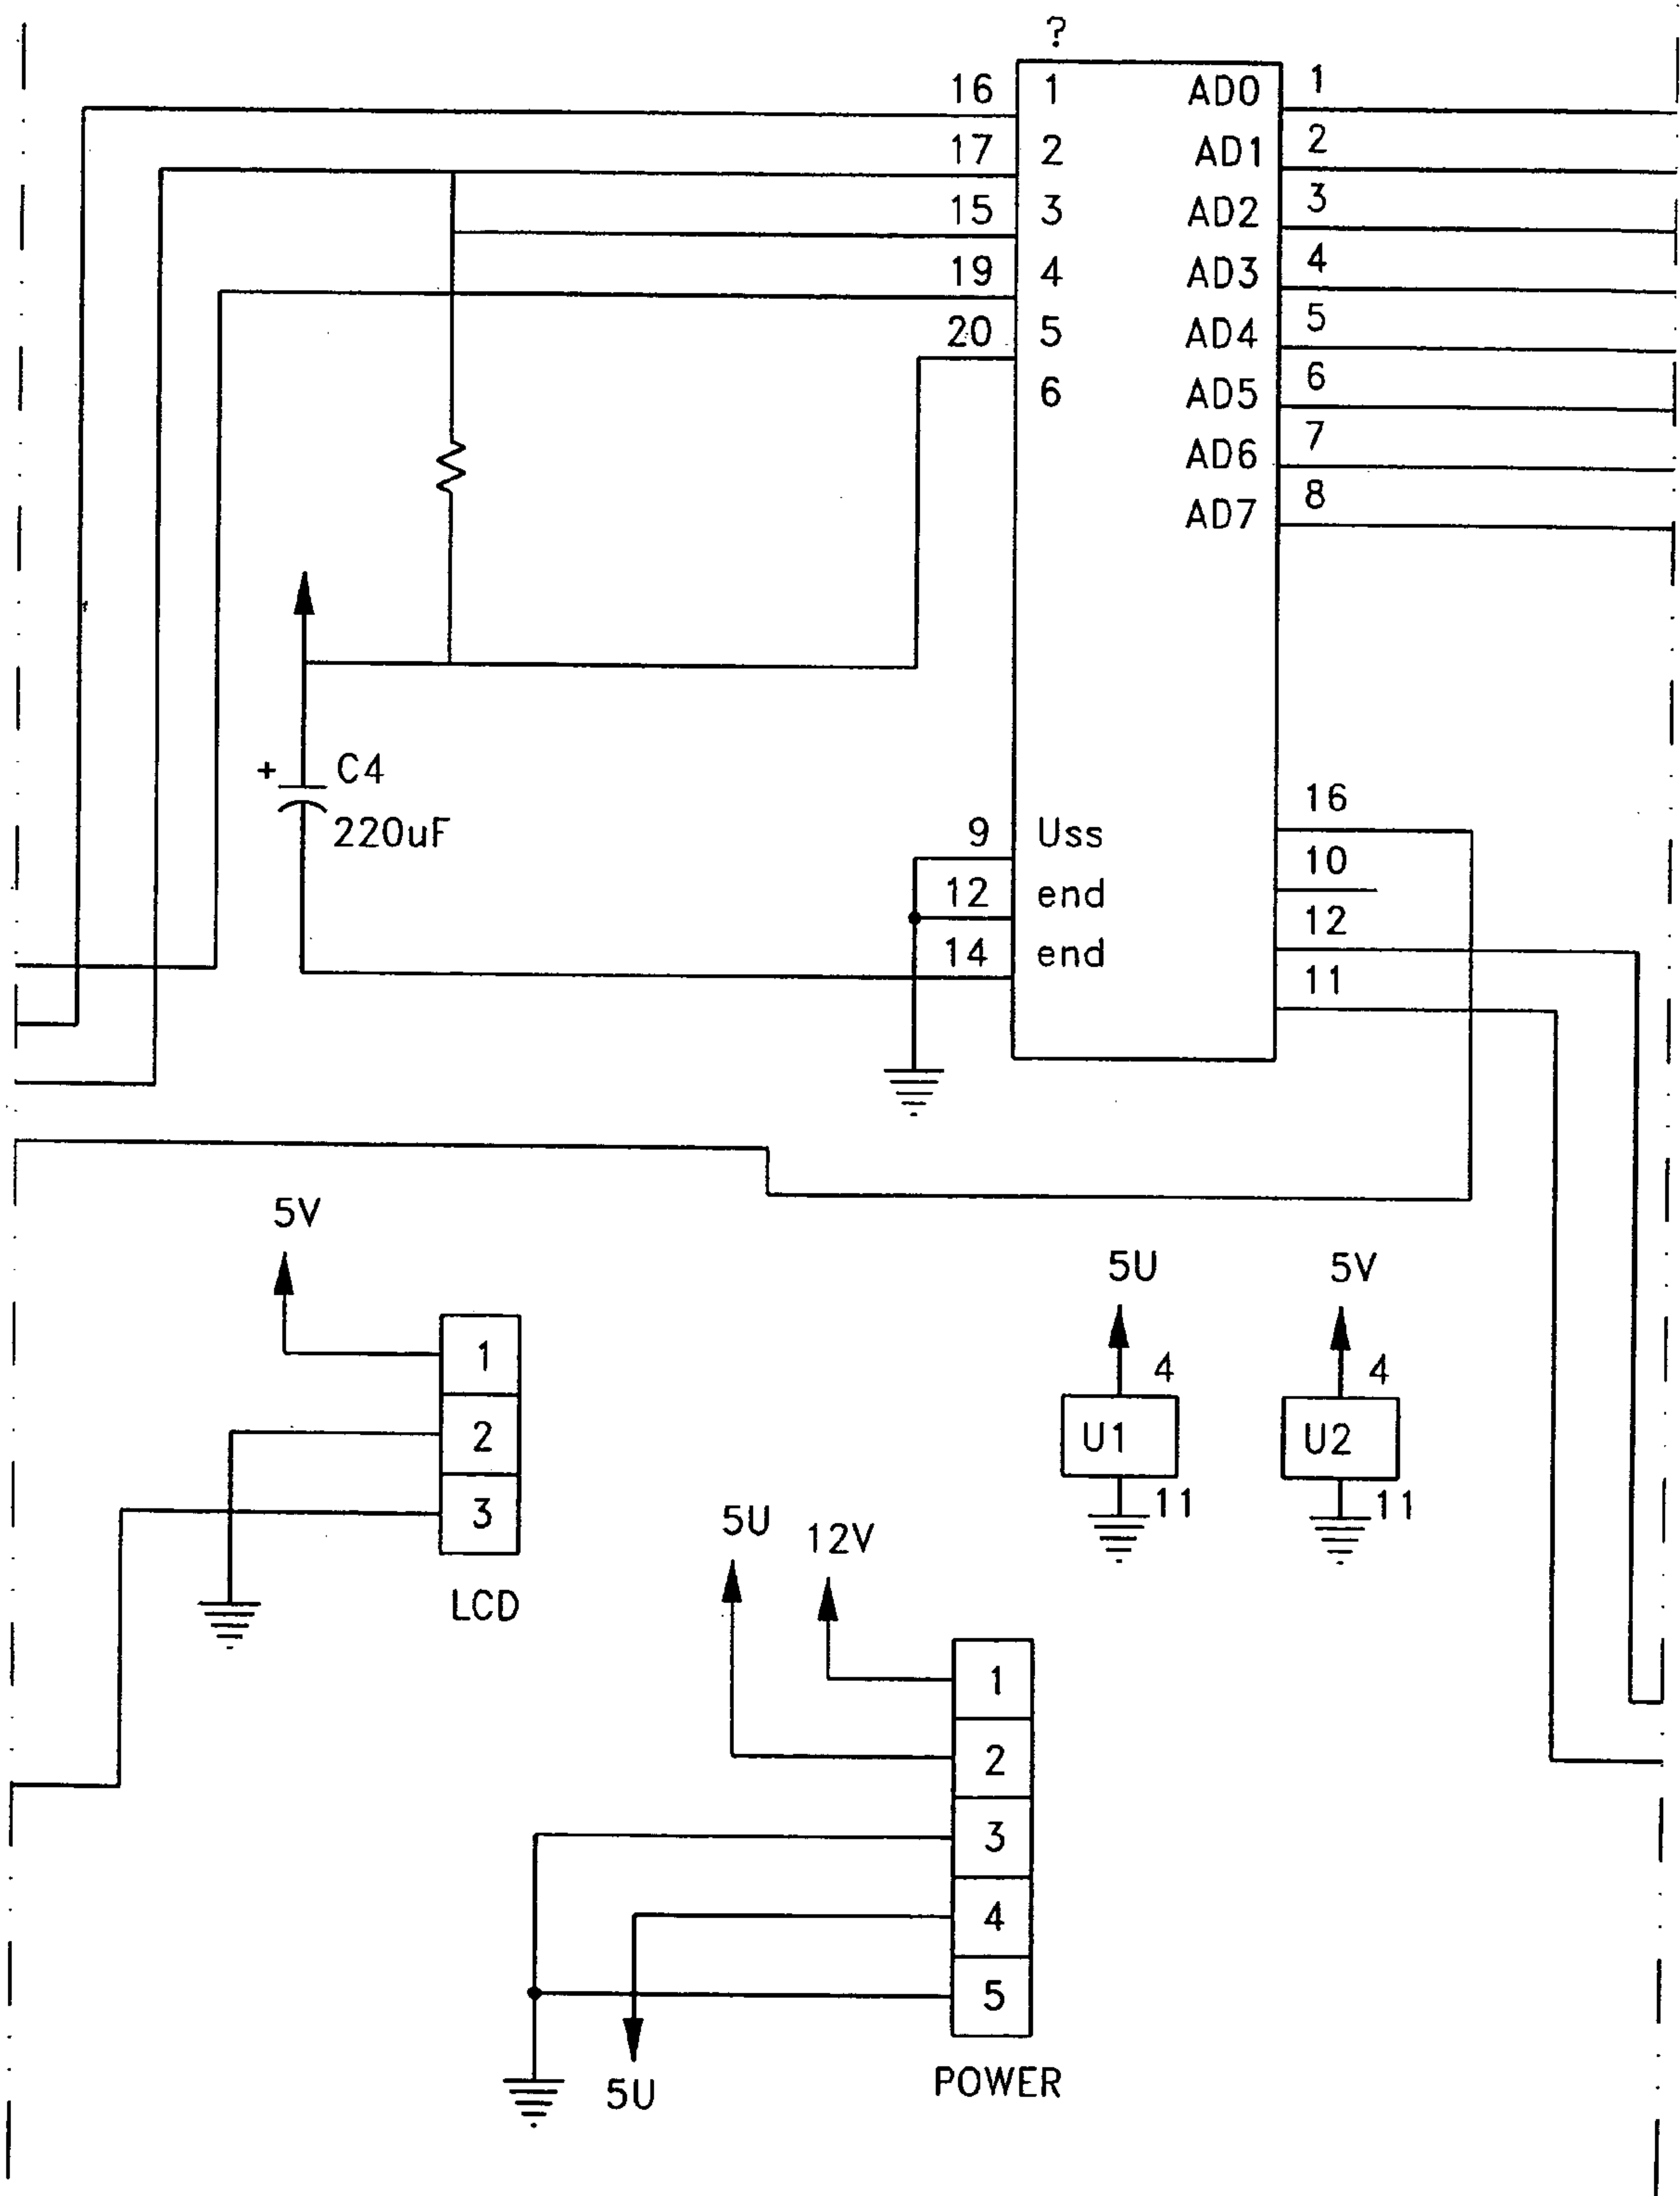 ?
16 1 AD0 1
17 2 AD1 2
15 3 AD2 3
19 4 AD3 4
20 5 AD4 5
6 AD5 6
AD6 7
AD7 8
+ C4
220uF
16
9 Uss
10
12 end
12
14 end
11
5V
5U 5V
1
4 4
2
U1 U2
3
11 11
5U 12V
LCD
1
2
3
4
5
5U
POWER